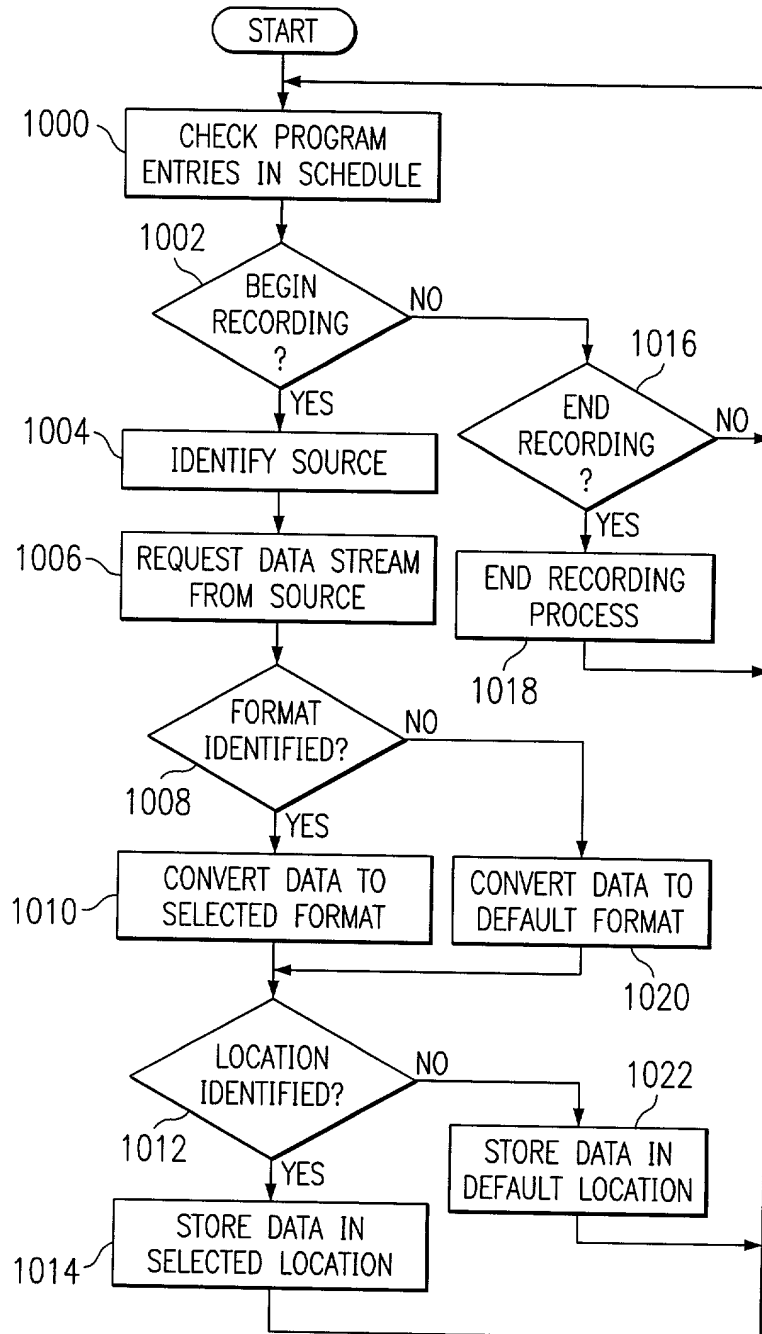 START
1000
CHECK PROGRAM
ENTRIES IN SCHEDULE
1002
BEGIN
RECORDING
?
NO
YES
1016
END
RECORDING
?
NO
YES
1004
IDENTIFY SOURCE
1006
REQUEST DATA STREAM
FROM SOURCE
END RECORDING
PROCESS
1018
FORMAT
IDENTIFIED?
NO
1008
YES
1010
CONVERT DATA TO
SELECTED FORMAT
CONVERT DATA TO
DEFAULT FORMAT
1020
LOCATION
IDENTIFIED?
NO
1012
YES
1022
STORE DATA IN
DEFAULT LOCATION
1014
STORE DATA IN
SELECTED LOCATION